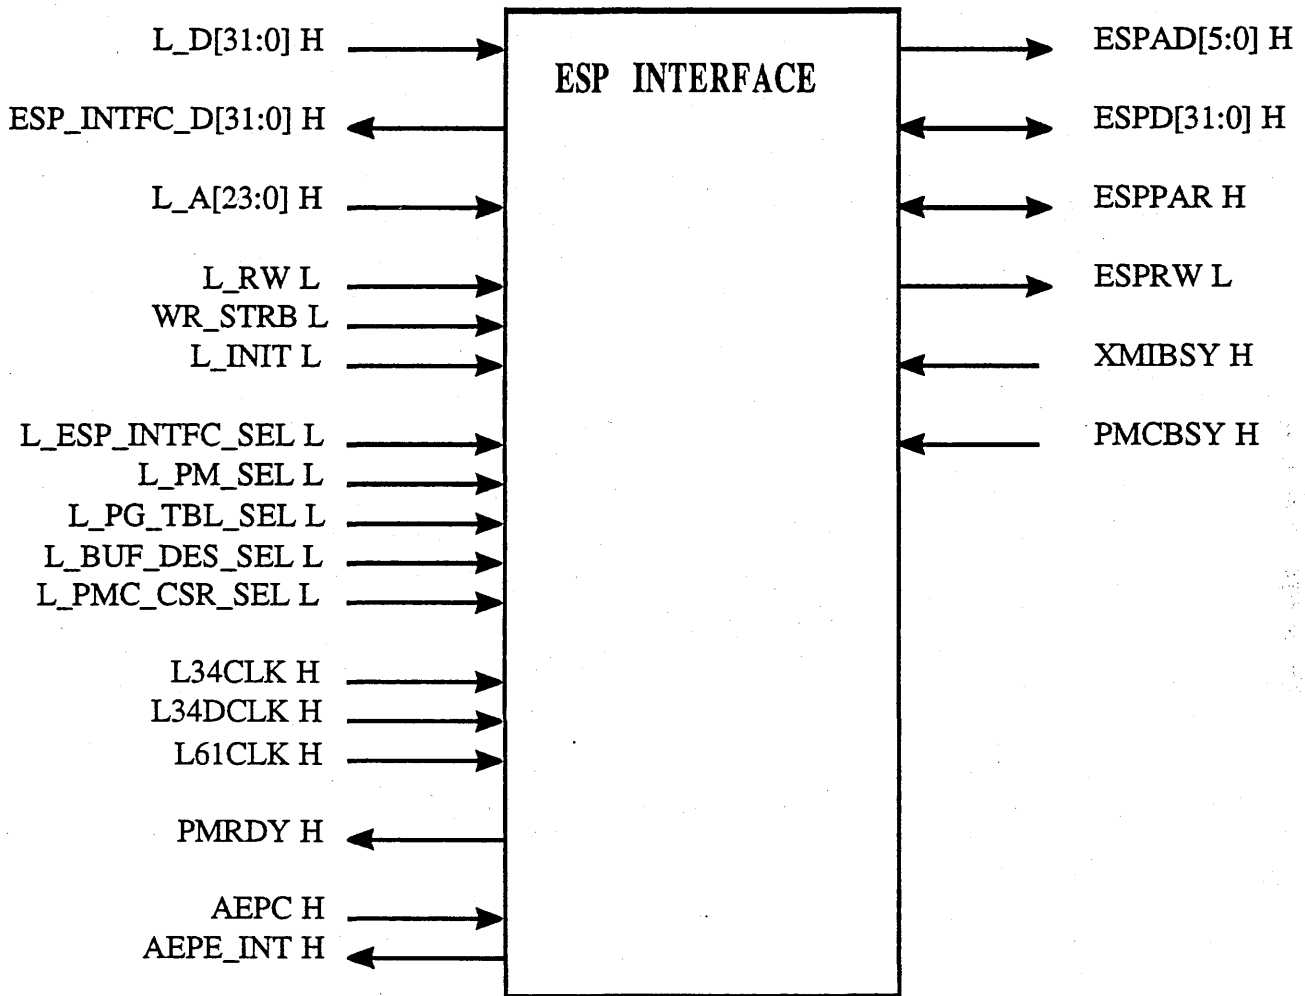 L_D[31:0] H
ESP_INTFC_D[31:0] H
L_A[23:0] H
L_RW L
WR_STRB L
L_INIT L
L_ESP_INTFC_SEL L
L_PM_SEL L
L_PG_TBL_SEL L
L_BUF_DES_SEL L
L_PMC_CSR_SEL L
L34CLK H
L34DCLK H
L61CLK H
PMRDY H
AEPC H
AEPE_INT H
ESP INTERFACE
ESPAD[5:0] H
ESPD[31:0] H
ESPPAR H
ESPRW L
XMIBSY H
PMCBSY H